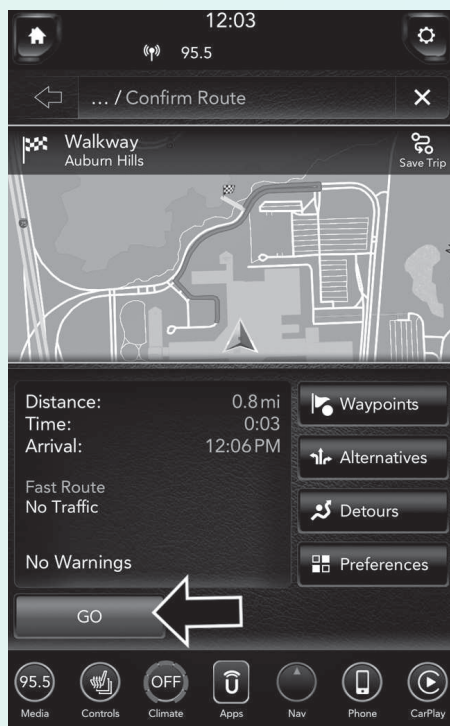 12:03
95.5
... / Confirm Route
Walkway
Auburn Hills
Save Trip
Distance: 0.8 mi
Time: 0:03
Arrival: 12:06 PM
Fast Route
No Traffic
No Warnings
Waypoints
Alternatives
Detours
Preferences
GO
95.5
OFF
Media
Controls
Climate
Apps
Nav
Phone
CarPlay